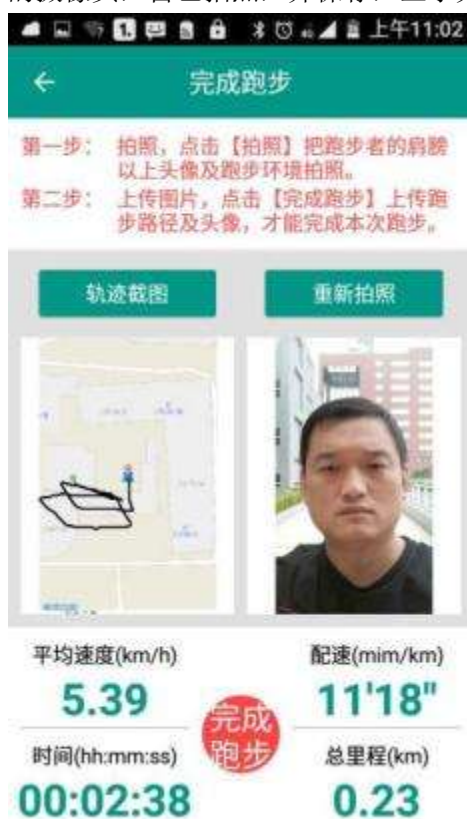 上午11:02
完成跑步
第一步： 拍照，点击【拍照】把跑步者的肩膀
以上头像及跑步环境拍照。
第二步： 上传图片，点击【完成跑步】上传跑
步路径及头像，才能完成本次跑步。
轨迹截图 重新拍照
平均速度(km/h) 配速(mim/km)
5.39 11'18"
完成
跑步
时间(hh:mm:ss) 总里程(km)
00:02:38 0.23